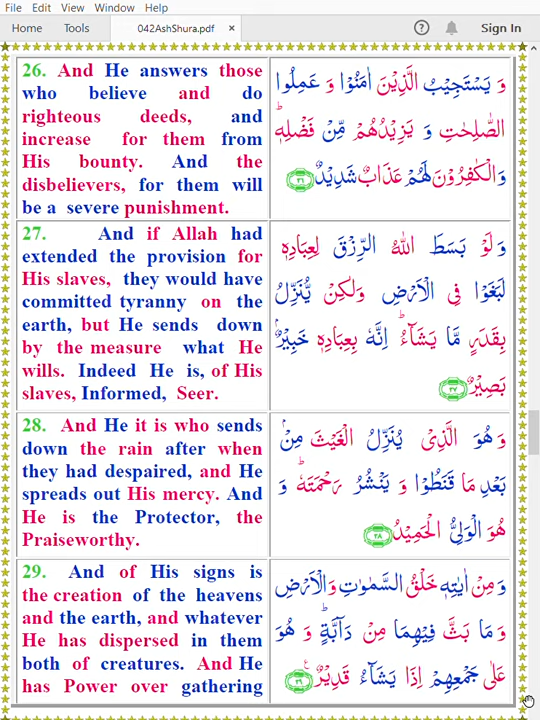 File Edit View Window Help
Home Tools 042AshShura.pdf × Sign In
26. And He answers those
who believe and do
righteous deeds, and
increase for them from
His bounty. And the
disbelievers, for them will
be a severe punishment.
وَ يَسْتَجِيْبُ الَّذِيْنَ اٰمَنُوْا وَ عَمِلُوا
الصّٰلِحٰتِ وَ يَزِيْدُهُمْ مِّنْ فَضْلِهٖ ؕ
وَالْكٰفِرُوْنَ لَهُمْ عَذَابٌ شَدِيْدٌ ﴿۲۶﴾
27. And if Allah had
extended the provision for
His slaves, they would have
committed tyranny on the
earth, but He sends down
by the measure what He
wills. Indeed He is, of His
slaves, Informed, Seer.
وَ لَوْ بَسَطَ اللّٰهُ الرِّزْقَ لِعِبَادِهٖ
لَبَغَوْا فِى الْاَرْضِ وَلٰكِنْ يُّنَزِّلُ
بِقَدَرٍ مَّا يَشَآءُ ؕ اِنَّهٗ بِعِبَادِهٖ خَبِيْرٌۢ
بَصِيْرٌ ﴿۲۷﴾
28. And He it is who sends
down the rain after when
they had despaired, and He
spreads out His mercy. And
He is the Protector, the
Praiseworthy.
وَ هُوَ الَّذِىْ يُنَزِّلُ الْغَيْثَ مِنْۢ
بَعْدِ مَا قَنَطُوْا وَ يَنْشُرُ رَحْمَتَهٗ ؕ وَ
هُوَ الْوَلِىُّ الْحَمِيْدُ ﴿۲۸﴾
29. And of His signs is
the creation of the heavens
and the earth, and whatever
He has dispersed in them
both of creatures. And He
has Power over gathering
وَ مِنْ اٰيٰتِهٖ خَلْقُ السَّمٰوٰتِ وَالْاَرْضِ
وَ مَا بَثَّ فِيْهِمَا مِنْ دَآبَّةٍ ؕ وَ هُوَ
عَلٰى جَمْعِهِمْ اِذَا يَشَآءُ قَدِيْرٌ ﴿۲۹﴾